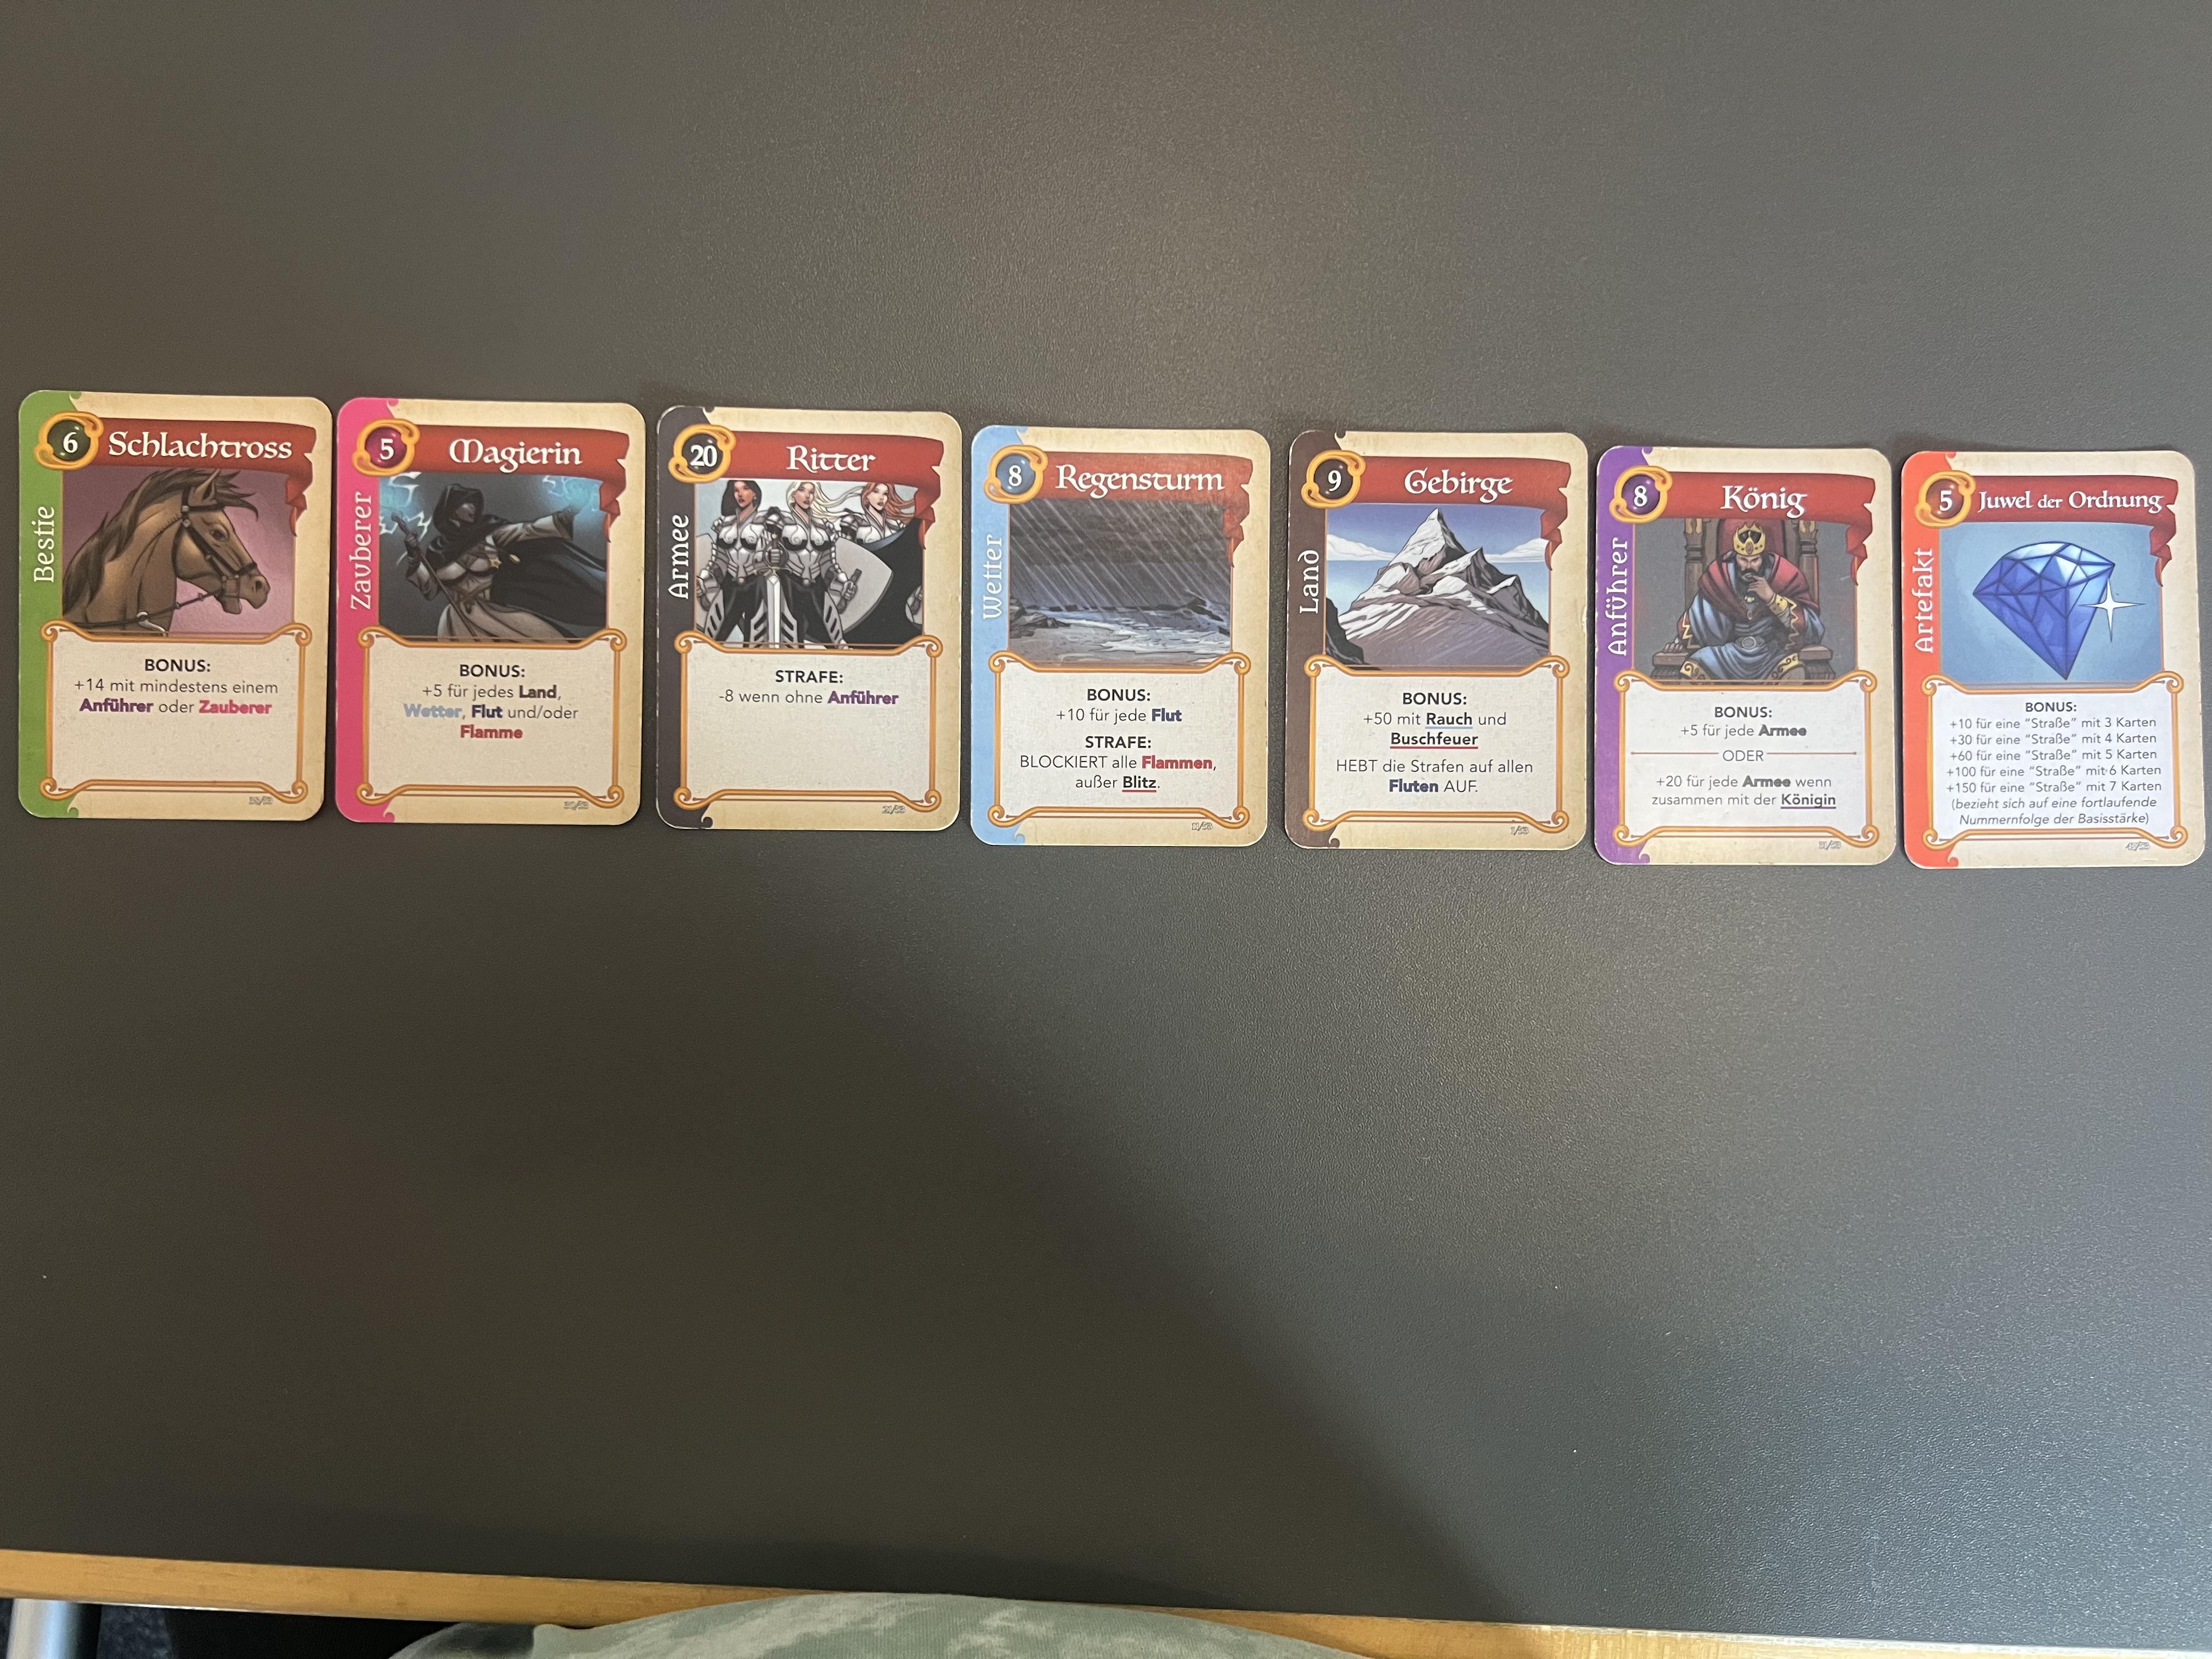 6
Schlachtross
Bestie
BONUS:
+14 mit mindestens einem
Anführer oder Zauberer
5
Magierin
Zauberer
BONUS:
+5 für jedes Land,
Wetter, Flut und/oder
Flamme
20
Ritter
Armee
STRAFE:
-8 wenn ohne Anführer
8
Regensturm
Wetter
BONUS:
+10 für jede Flut
STRAFE:
BLOCKIERT alle Flammen,
außer Blitz.
11/53
9
Gebirge
Land
BONUS:
+50 mit Rauch und
Buschfeuer
HEBT die Strafen auf allen
Fluten AUF.
1/53
8
König
Anführer
BONUS:
+5 für jede Armee
ODER
+20 für jede Armee wenn
zusammen mit der Königin
31/53
5
Juwel der Ordnung
Artefakt
BONUS:
+10 für eine "Straße" mit 3 Karten
+30 für eine "Straße" mit 4 Karten
+60 für eine "Straße" mit 5 Karten
+100 für eine "Straße" mit 6 Karten
+150 für eine "Straße" mit 7 Karten
(bezieht sich auf eine fortlaufende
Nummernfolge der Basisstärke)